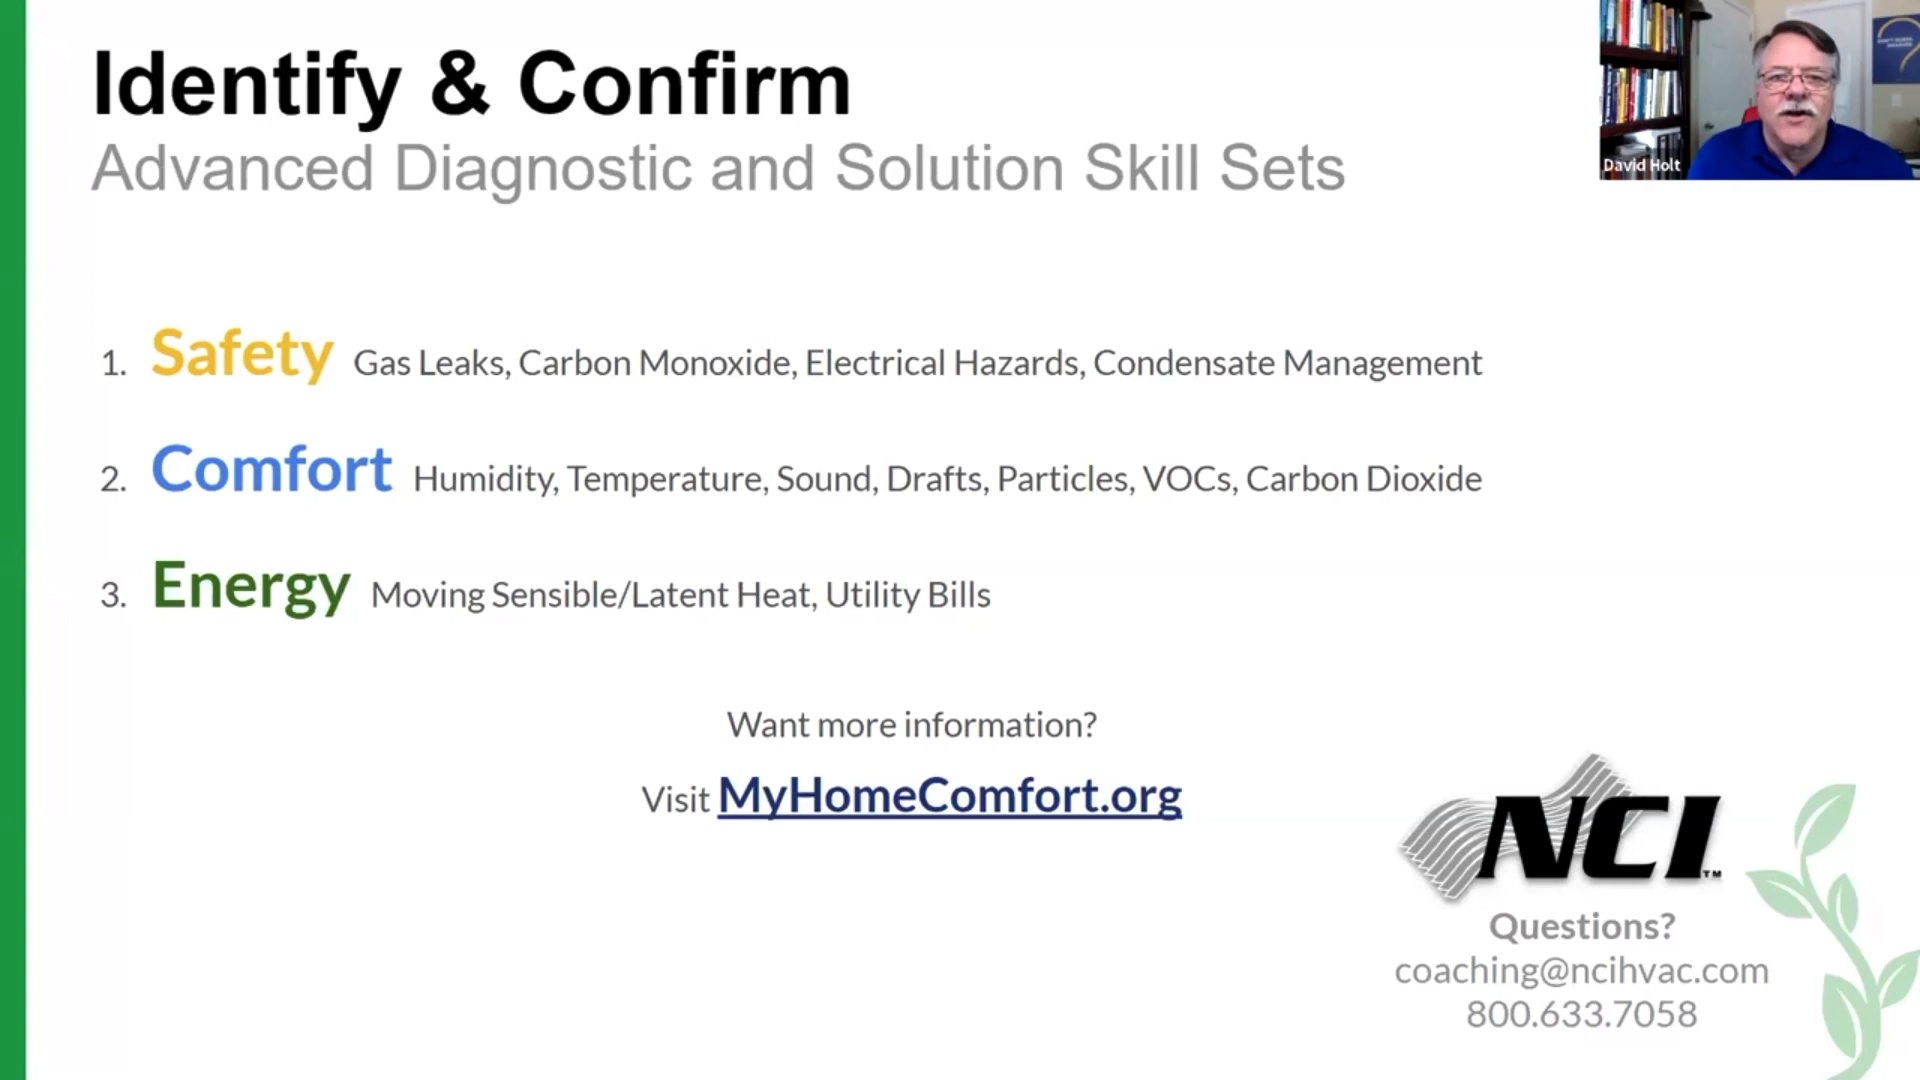 Identify & Confirm
Advanced Diagnostic and Solution Skill Sets
David Holt
1. Safety Gas Leaks, Carbon Monoxide, Electrical Hazards, Condensate Management
2. Comfort Humidity, Temperature, Sound, Drafts, Particles, VOCs, Carbon Dioxide
3. Energy Moving Sensible/Latent Heat, Utility Bills
Want more information?
Visit MyHomeComfort.org
NCI™
Questions?
coaching@ncihvac.com
800.633.7058